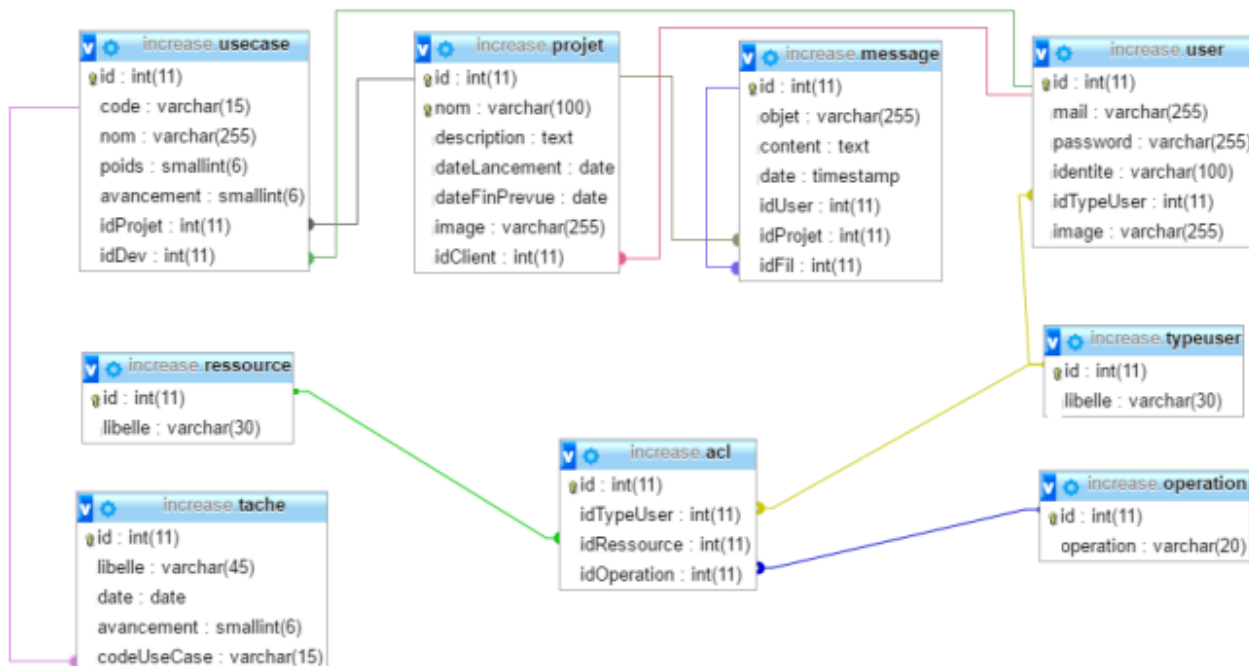 increase.usecase
id : int(11)
code : varchar(15)
nom : varchar(255)
poids : smallint(6)
avancement : smallint(6)
idProjet : int(11)
idDev : int(11)
increase.projet
id : int(11)
nom : varchar(100)
description : text
dateLancement : date
dateFinPrevue : date
image : varchar(255)
idClient : int(11)
increase.message
id : int(11)
objet : varchar(255)
content : text
date : timestamp
idUser : int(11)
idProjet : int(11)
idFil : int(11)
increase.user
id : int(11)
mail : varchar(255)
password : varchar(255)
identite : varchar(100)
idTypeUser : int(11)
image : varchar(255)
increase.ressource
id : int(11)
libelle : varchar(30)
increase.typeuser
id : int(11)
libelle : varchar(30)
increase.acl
id : int(11)
idTypeUser : int(11)
idRessource : int(11)
idOperation : int(11)
increase.operation
id : int(11)
operation : varchar(20)
increase.tache
id : int(11)
libelle : varchar(45)
date : date
avancement : smallint(6)
codeUseCase : varchar(15)